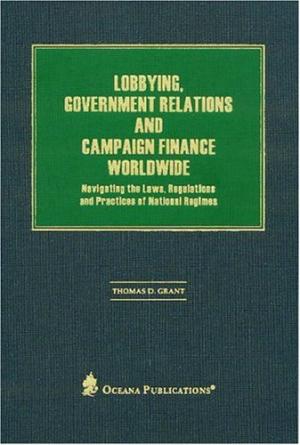 LOBBYING,
GOVERNMENT RELATIONS
AND
CAMPAIGN FINANCE
WORLDWIDE
Navigating the Laws, Regulations
and Practices of National Regimes
THOMAS D. GRANT
OCEANA PUBLICATIONS®